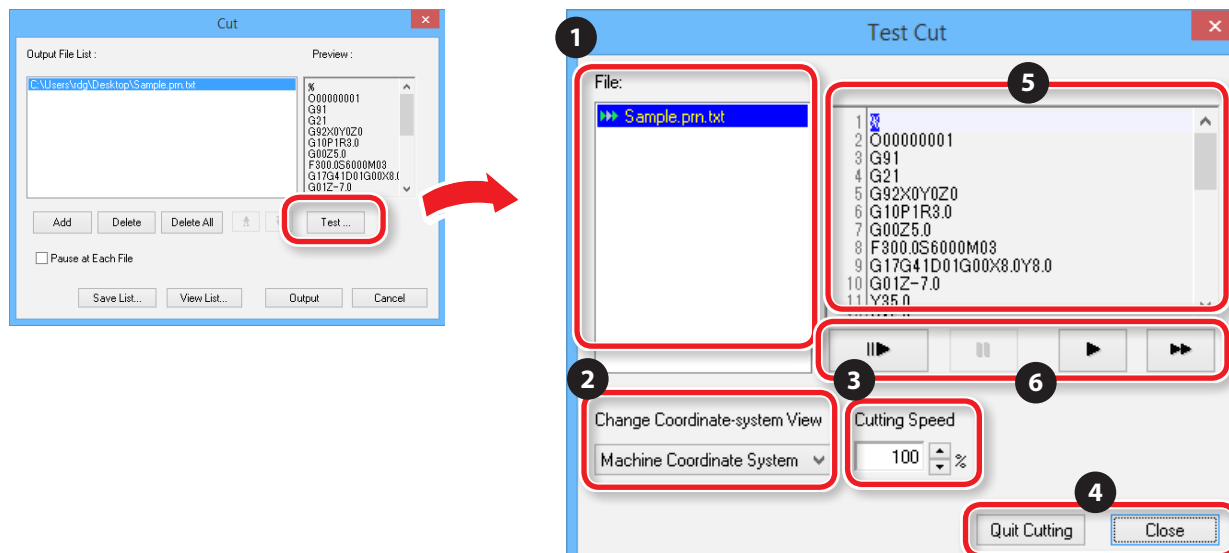 Cut
Output File List :
Preview :
C:\Users\rdg\Desktop\Sample.prn.txt
%
O00000001
G91
G21
G92X0Y0Z0
G10P1R3.0
G00Z5.0
F300.0S6000M03
G17G41D01G00X8.(
G01Z-7.0
Add
Delete
Delete All
Test ...
Pause at Each File
Save List...
View List...
Output
Cancel
1
Test Cut
File:
5
Sample.prn.txt
1 %
2 O00000001
3 G91
4 G21
5 G92X0Y0Z0
6 G10P1R3.0
7 G00Z5.0
8 F300.0S6000M03
9 G17G41D01G00X8.0Y8.0
10 G01Z-7.0
11 Y35.0
2
3
6
Change Coordinate-system View
Cutting Speed
Machine Coordinate System
100 %
4
Quit Cutting
Close